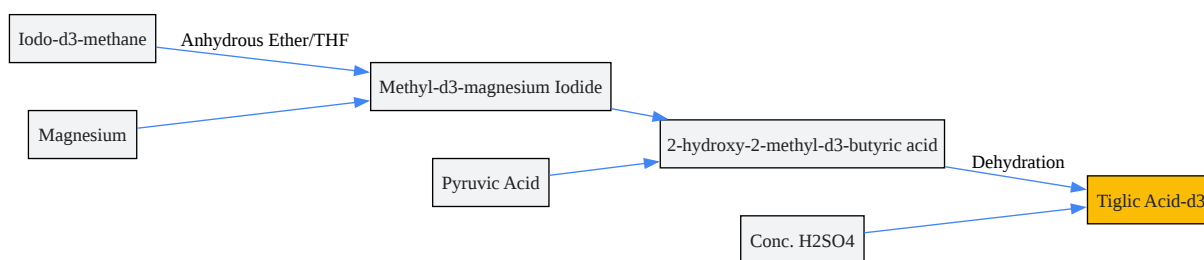 Iodo-d3-methane
Anhydrous Ether/THF
Methyl-d3-magnesium Iodide
Magnesium
2-hydroxy-2-methyl-d3-butyric acid
Dehydration
Pyruvic Acid
Tiglic Acid-d3
Conc. H2SO4